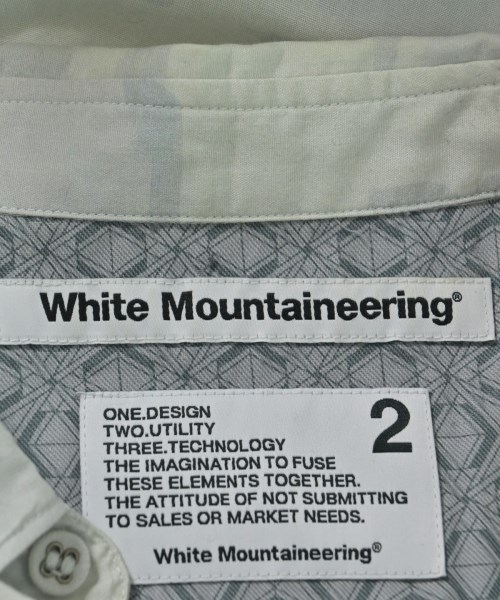 White Mountaineering®
ONE.DESIGN
TWO.UTILITY
THREE.TECHNOLOGY
THE IMAGINATION TO FUSE
THESE ELEMENTS TOGETHER.
THE ATTITUDE OF NOT SUBMITTING
TO SALES OR MARKET NEEDS.
2
White Mountaineering®